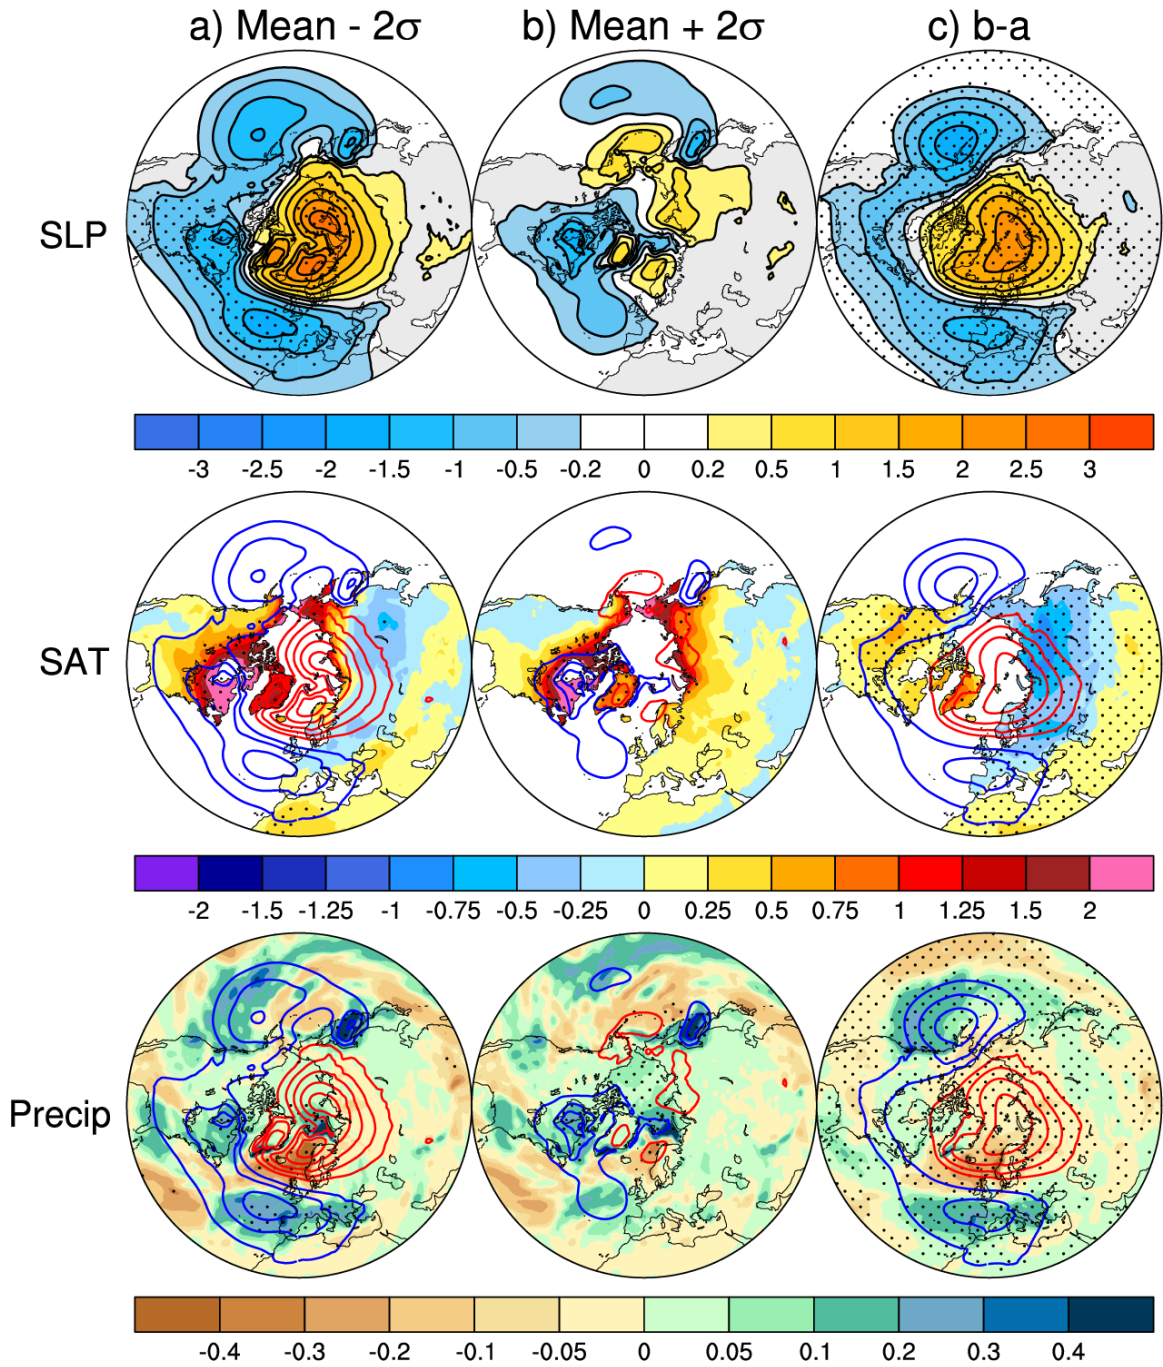 a) Mean - 2σ b) Mean + 2σ c) b-a
SLP
-3 -2.5 -2 -1.5 -1 -0.5 -0.2 0 0.2 0.5 1 1.5 2 2.5 3
SAT
-2 -1.5 -1.25 -1 -0.75 -0.5 -0.25 0 0.25 0.5 0.75 1 1.25 1.5 2
Precip
-0.4 -0.3 -0.2 -0.1 -0.05 0 0.05 0.1 0.2 0.3 0.4